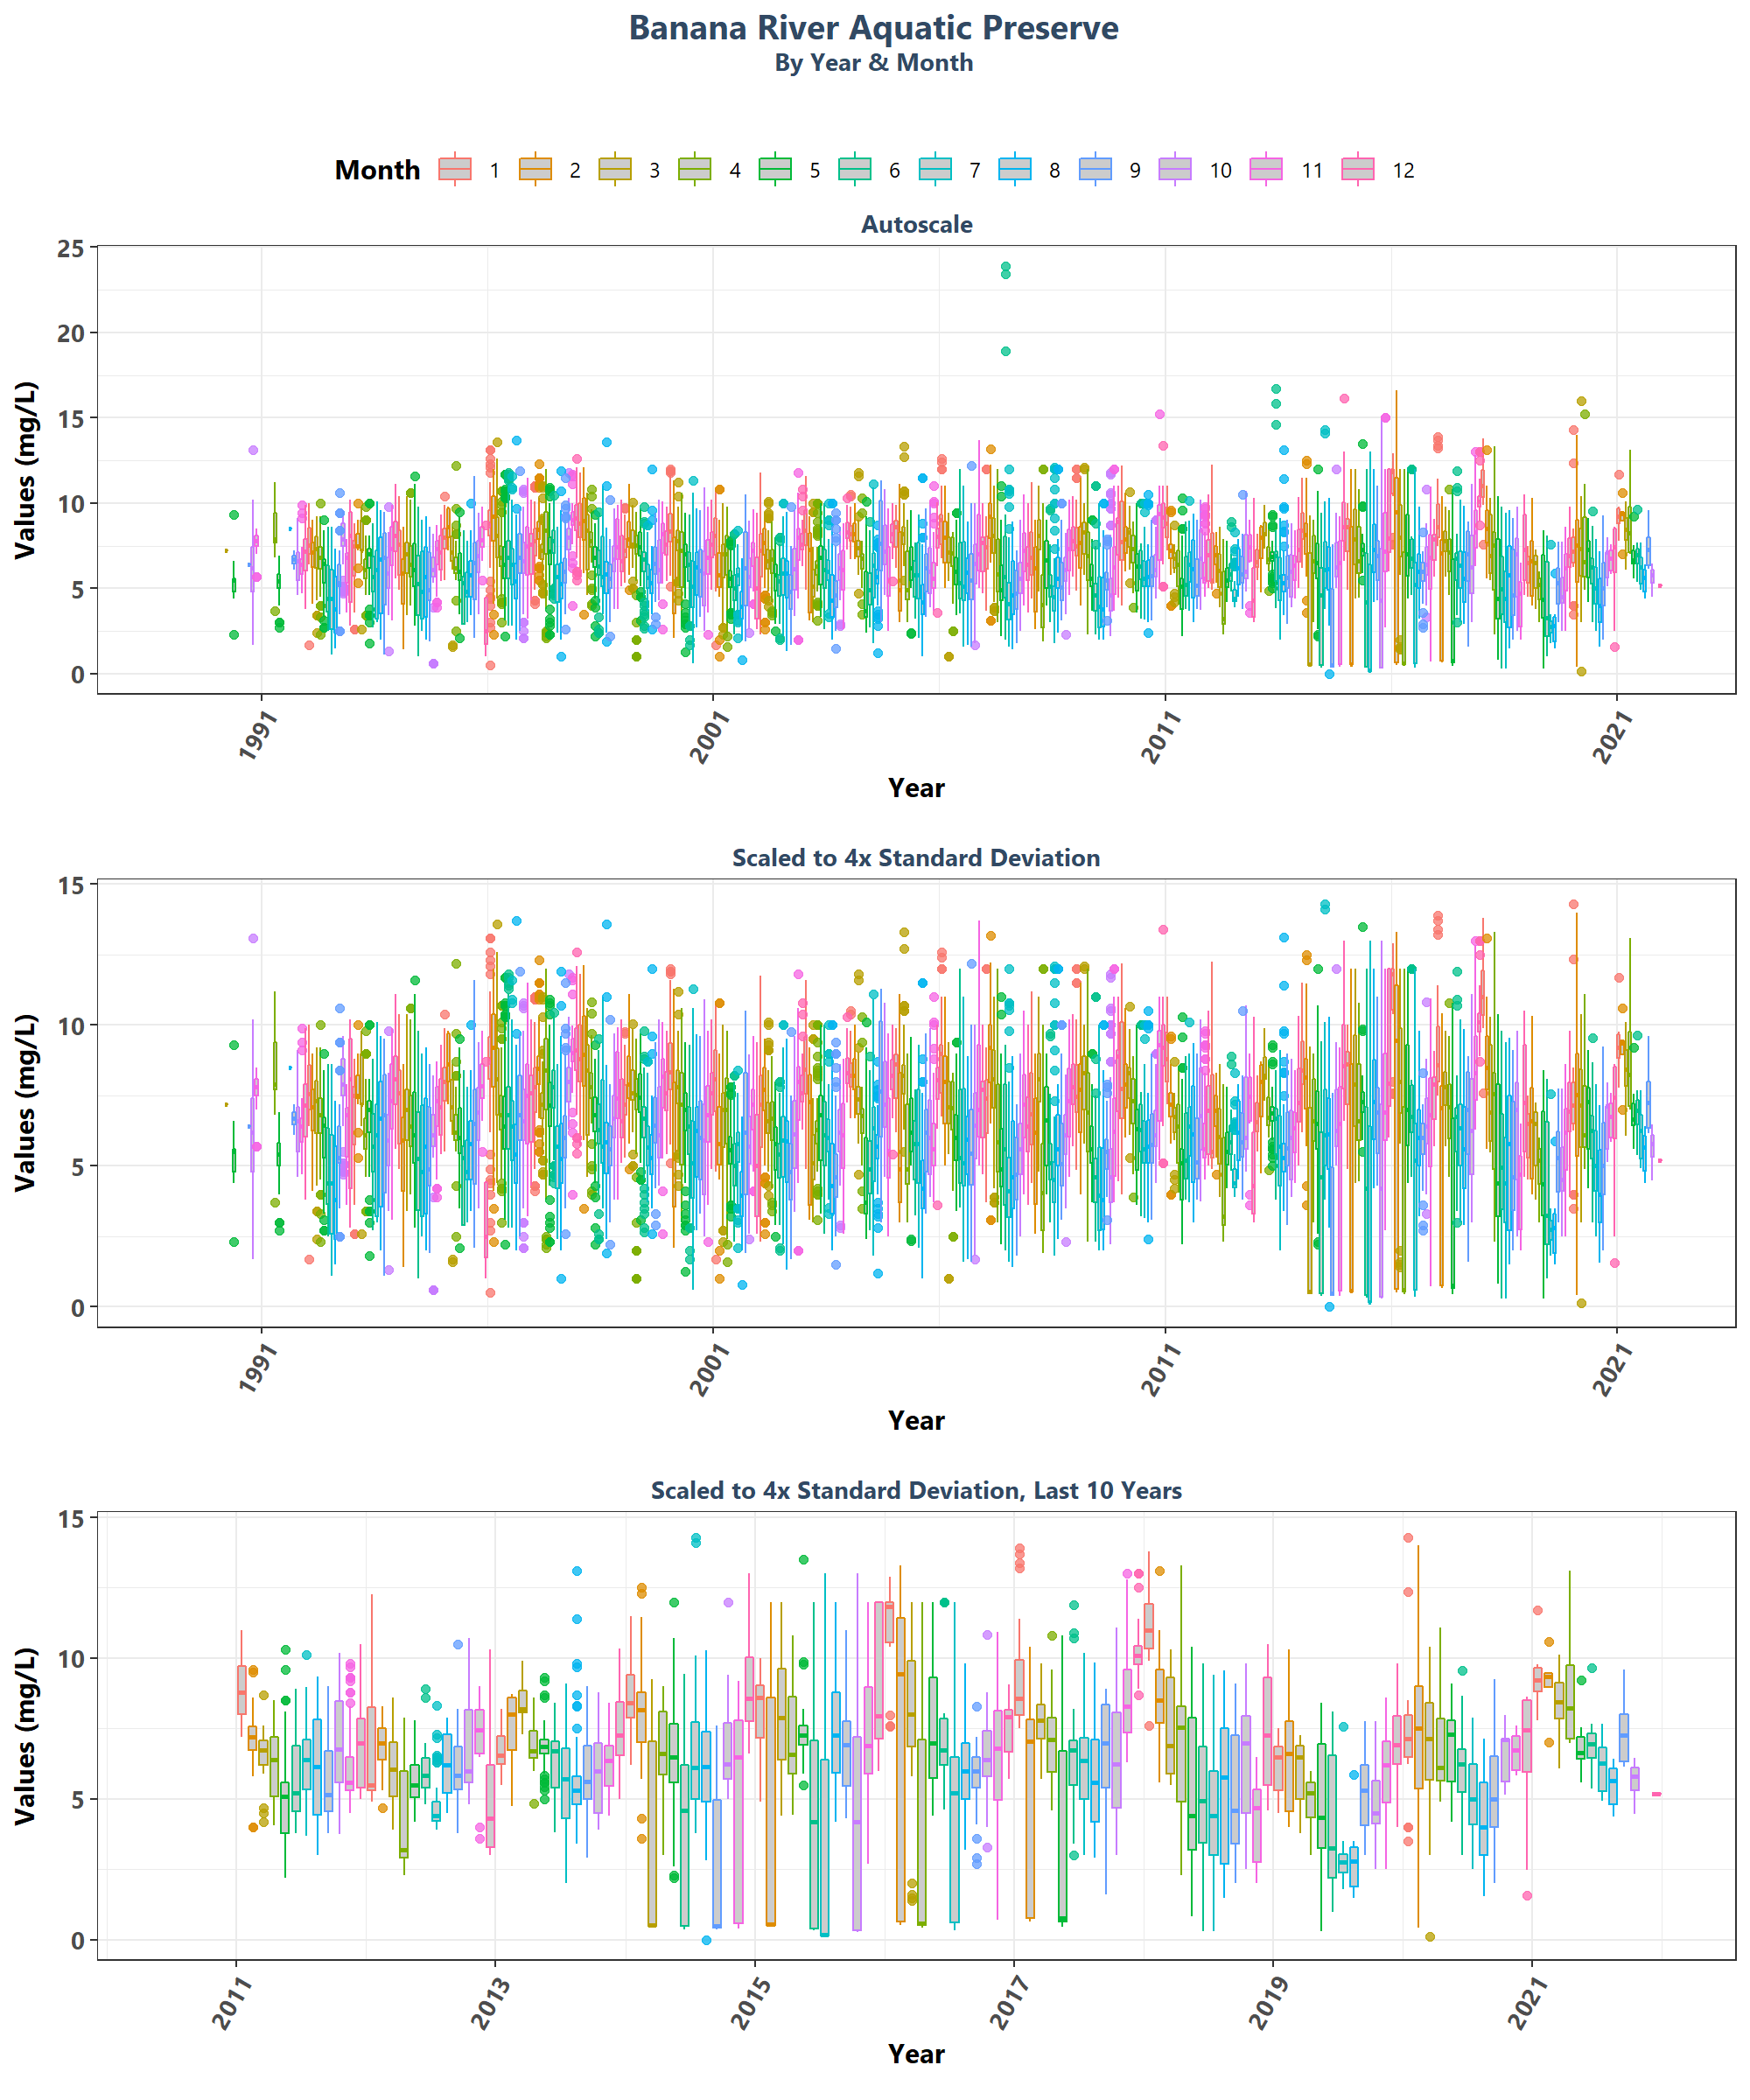 Banana River Aquatic Preserve
By Year & Month
Month 1 2 3 4 5 6 7 8 9 10 11 12
Autoscale
25
20
15
10
5
0
Values (mg/L)
1991 2001 2011 2021
Year
Scaled to 4x Standard Deviation
15
10
5
0
Values (mg/L)
1991 2001 2011 2021
Year
Scaled to 4x Standard Deviation, Last 10 Years
15
10
5
0
Values (mg/L)
2011 2013 2015 2017 2019 2021
Year